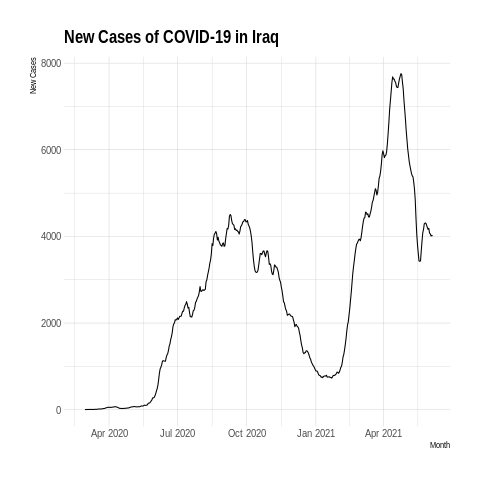 New Cases of COVID-19 in Iraq
New Cases
8000
6000
4000
2000
0
Apr 2020 Jul 2020 Oct 2020 Jan 2021 Apr 2021
Month